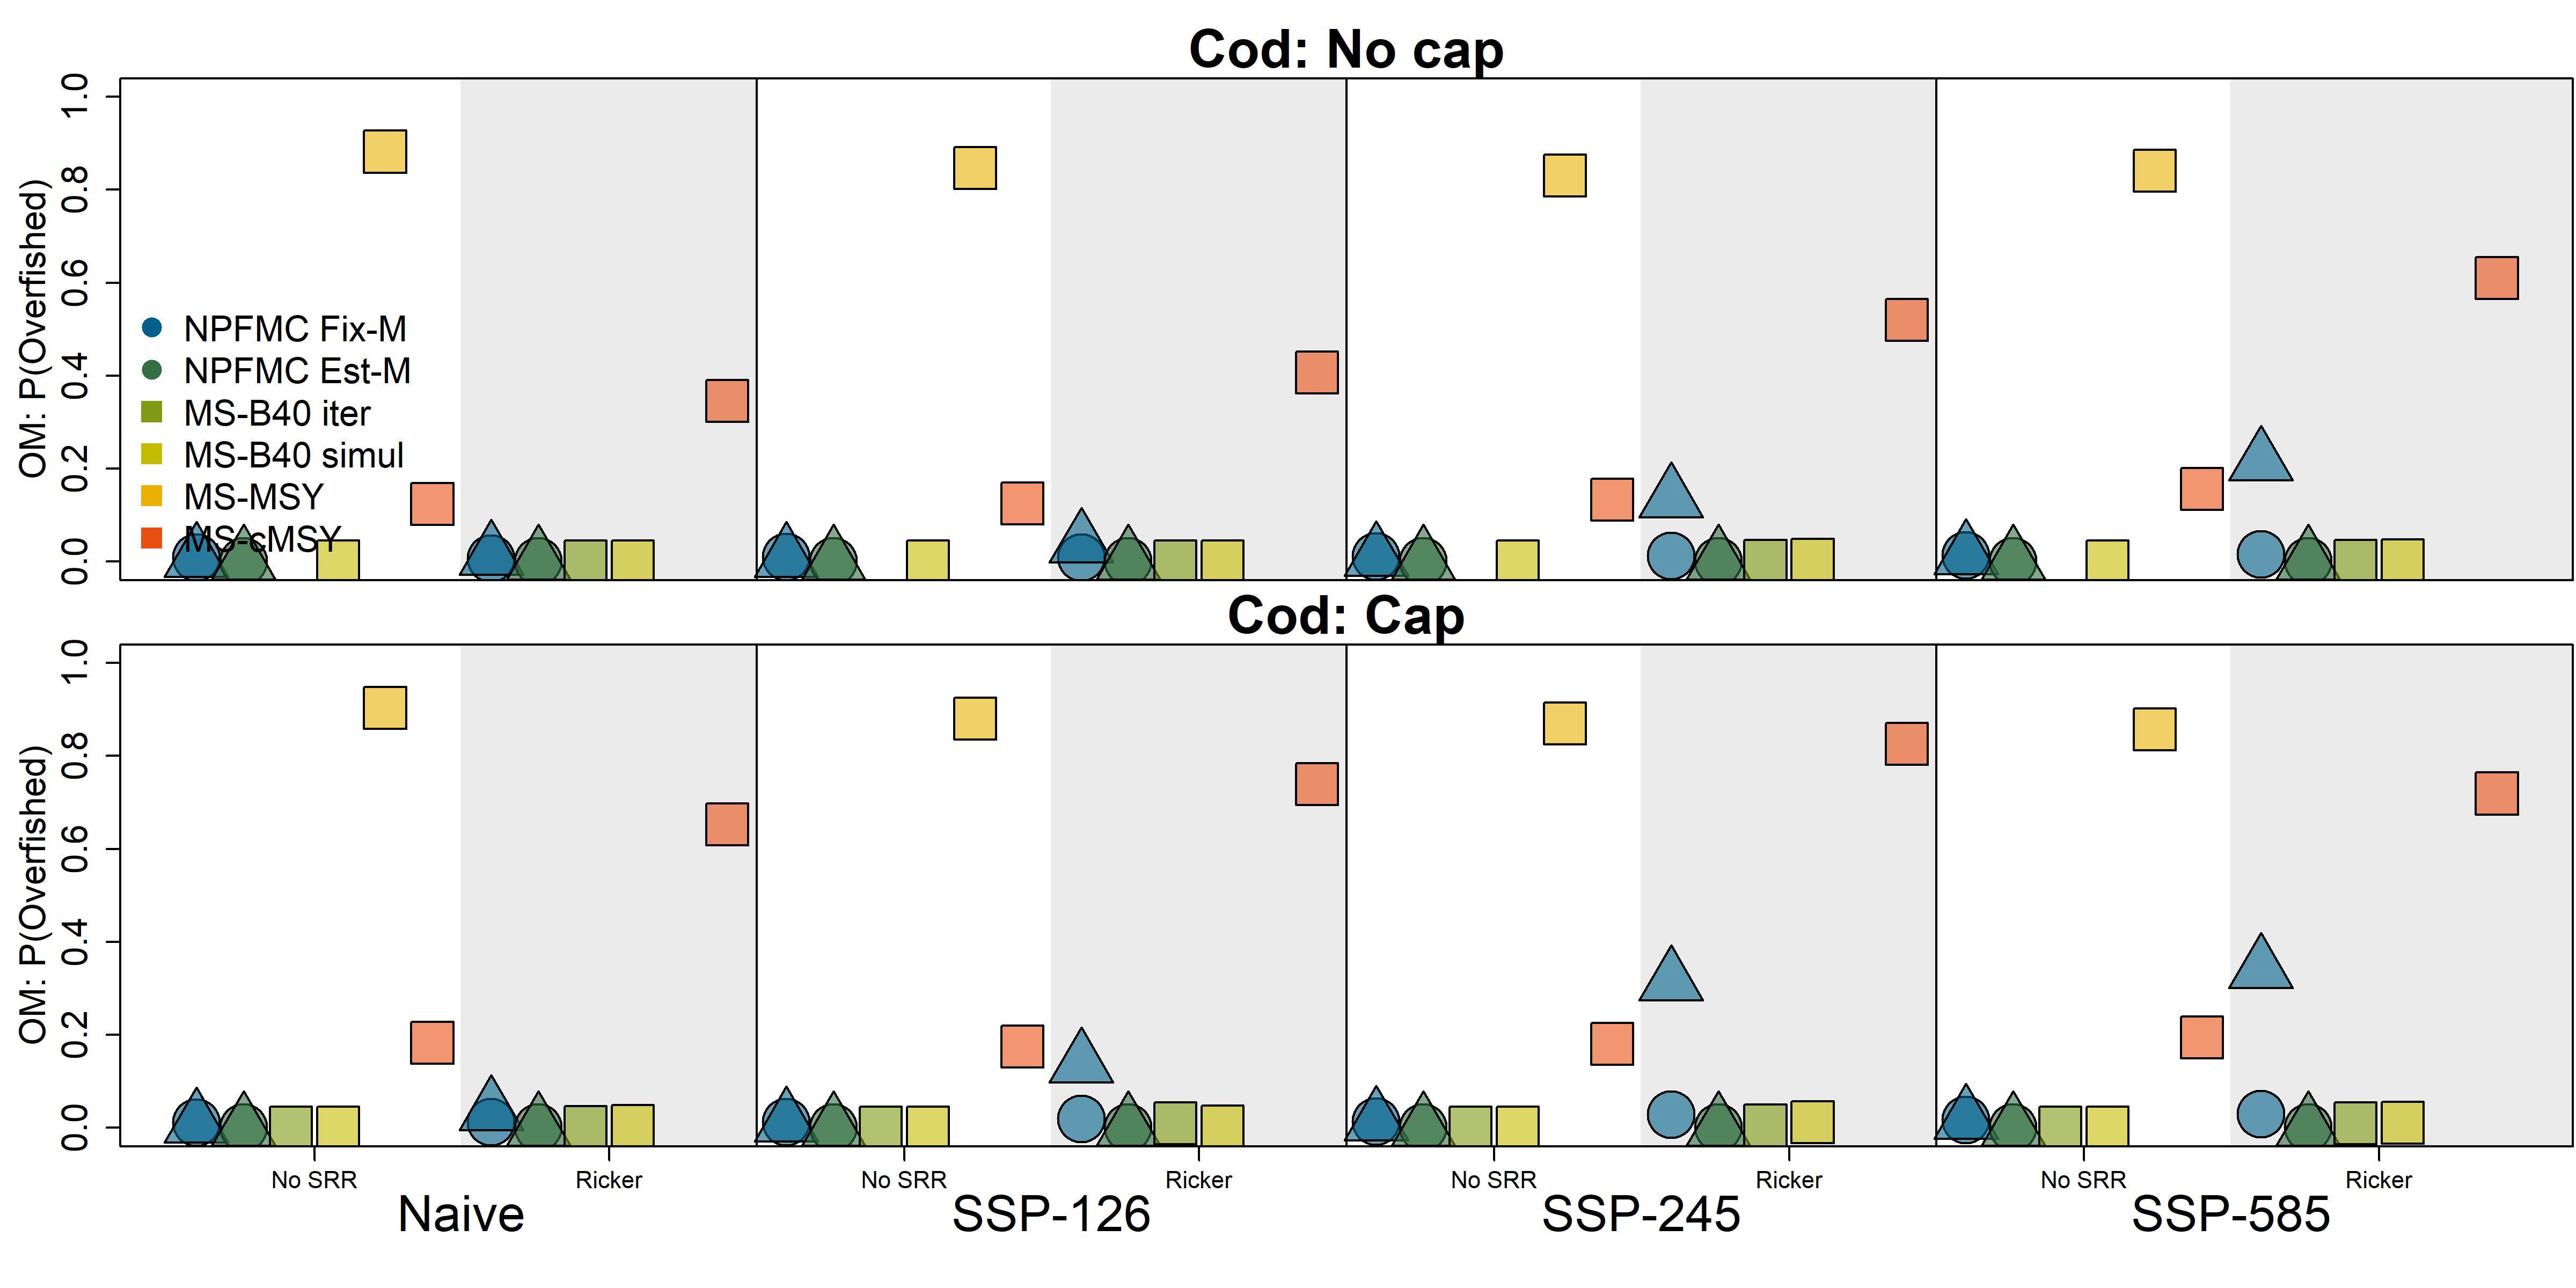 Cod: No cap
OM: P(Overfished)
1.0
0.8
0.6
0.4
0.2
0.0
NPFMC Fix-M
NPFMC Est-M
MS-B40 iter
MS-B40 simul
MS-MSY
MS-cMSY
Cod: Cap
OM: P(Overfished)
1.0
0.8
0.6
0.4
0.2
0.0
No SRR Ricker No SRR Ricker No SRR Ricker No SRR Ricker
Naive SSP-126 SSP-245 SSP-585